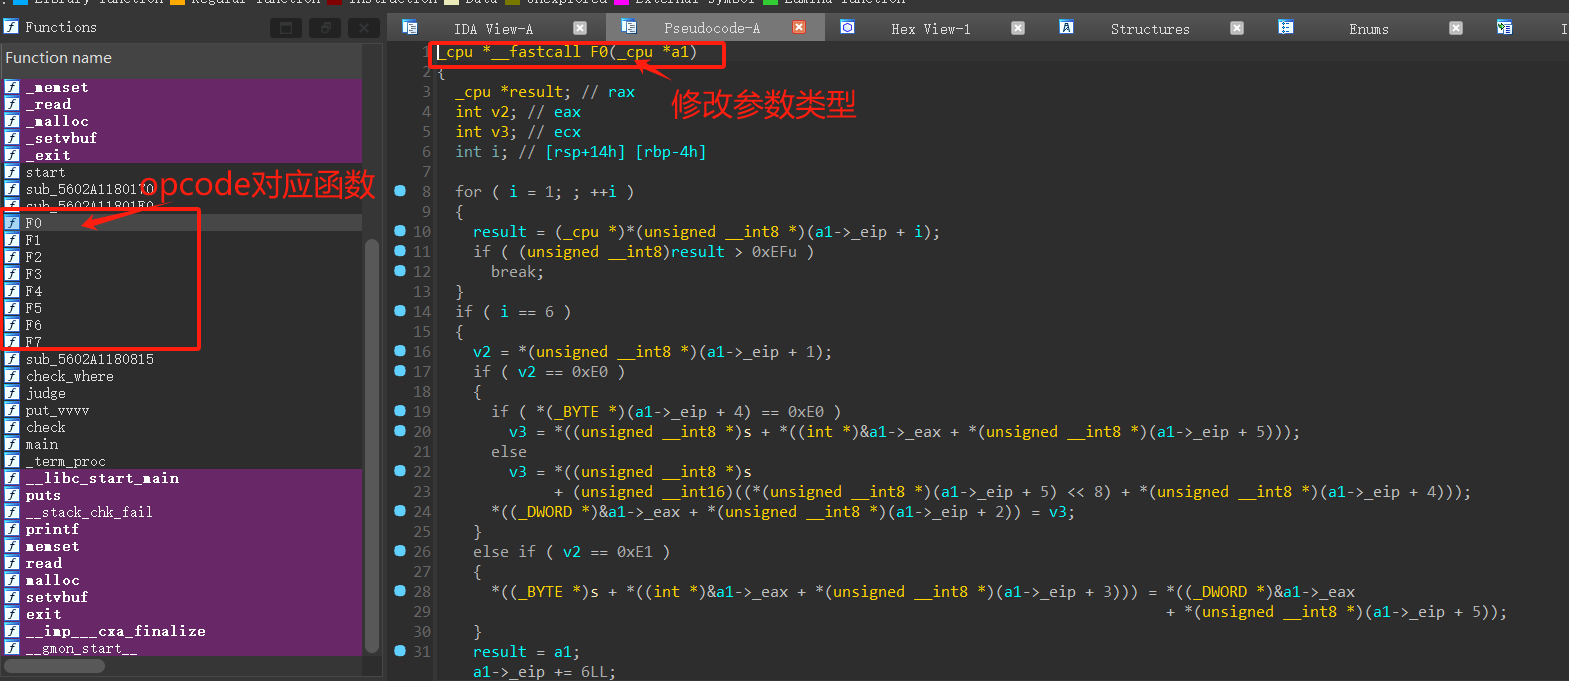 Library function Regular function Instruction Data Unexplored External symbol Lumina function
Functions
Function name
_memset
_read
_malloc
_setvbuf
_exit
start
sub_5602A1180170
sub_5602A11801F0
F0
F1
F2
F3
F4
F5
F6
F7
sub_5602A1180815
check_where
judge
put_vvvv
check
main
_term_proc
__libc_start_main
puts
__stack_chk_fail
printf
memset
read
malloc
setvbuf
exit
__imp___cxa_finalize
__gmon_start__
opcode对应函数
IDA View-A Pseudocode-A Hex View-1 Structures Enums
1 _cpu *__fastcall F0(_cpu *a1)
2 {
3 _cpu *result; // rax
修改参数类型
4 int v2; // eax
5 int v3; // ecx
6 int i; // [rsp+14h] [rbp-4h]
7
8 for ( i = 1; ; ++i )
9 {
10 result = (_cpu *)*(unsigned __int8 *)(a1->_eip + i);
11 if ( (unsigned __int8)result > 0xEFu )
12 break;
13 }
14 if ( i == 6 )
15 {
16 v2 = *(unsigned __int8 *)(a1->_eip + 1);
17 if ( v2 == 0xE0 )
18 {
19 if ( *(_BYTE *)(a1->_eip + 4) == 0xE0 )
20 v3 = *((unsigned __int8 *)s + *((int *)&a1->_eax + *(unsigned __int8 *)(a1->_eip + 5)));
21 else
22 v3 = *((unsigned __int8 *)s
23 + (unsigned __int16)((*(unsigned __int8 *)(a1->_eip + 5) << 8) + *(unsigned __int8 *)(a1->_eip + 4)));
24 *((_DWORD *)&a1->_eax + *(unsigned __int8 *)(a1->_eip + 2)) = v3;
25 }
26 else if ( v2 == 0xE1 )
27 {
28 *((_BYTE *)s + *((int *)&a1->_eax + *(unsigned __int8 *)(a1->_eip + 3))) = *((_DWORD *)&a1->_eax
29 + *(unsigned __int8 *)(a1->_eip + 5));
30 }
31 result = a1;
a1->_eip += 6LL;